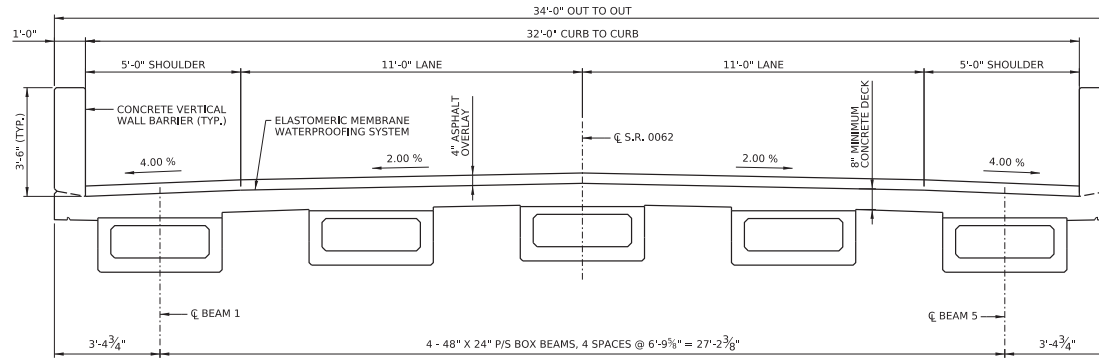 34'-0" OUT TO OUT
1'-0"
32'-0" CURB TO CURB
5'-0" SHOULDER
11'-0" LANE
11'-0" LANE
5'-0" SHOULDER
3'-6" (TYP.)
CONCRETE VERTICAL
WALL BARRIER (TYP.)
ELASTOMERIC MEMBRANE
WATERPROOFING SYSTEM
4" ASPHALT
OVERLAY
℄ S.R. 0062
8" MINIMUM
CONCRETE DECK
4.00 %
2.00 %
2.00 %
4.00 %
℄ BEAM 1
℄ BEAM 5
3'-4¾"
4 - 48" X 24" P/S BOX BEAMS, 4 SPACES @ 6'-9⅝" = 27'-2⅜"
3'-4¾"